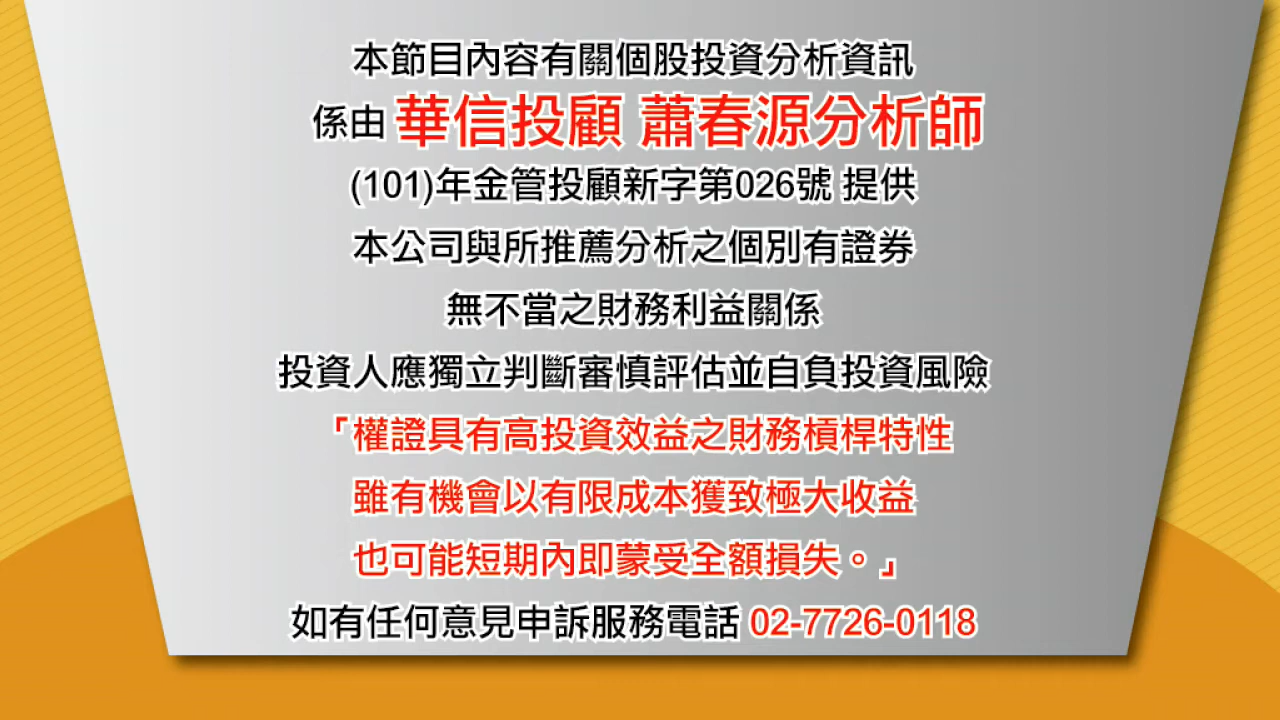 本節目內容有關個股投資分析資訊
係由 華信投顧 蕭春源分析師
(101)年金管投顧新字第026號 提供
本公司與所推薦分析之個別有證券
無不當之財務利益關係
投資人應獨立判斷審慎評估並自負投資風險
「權證具有高投資效益之財務槓桿特性
雖有機會以有限成本獲致極大收益
也可能短期內即蒙受全額損失。」
如有任何意見申訴服務電話 02-7726-0118